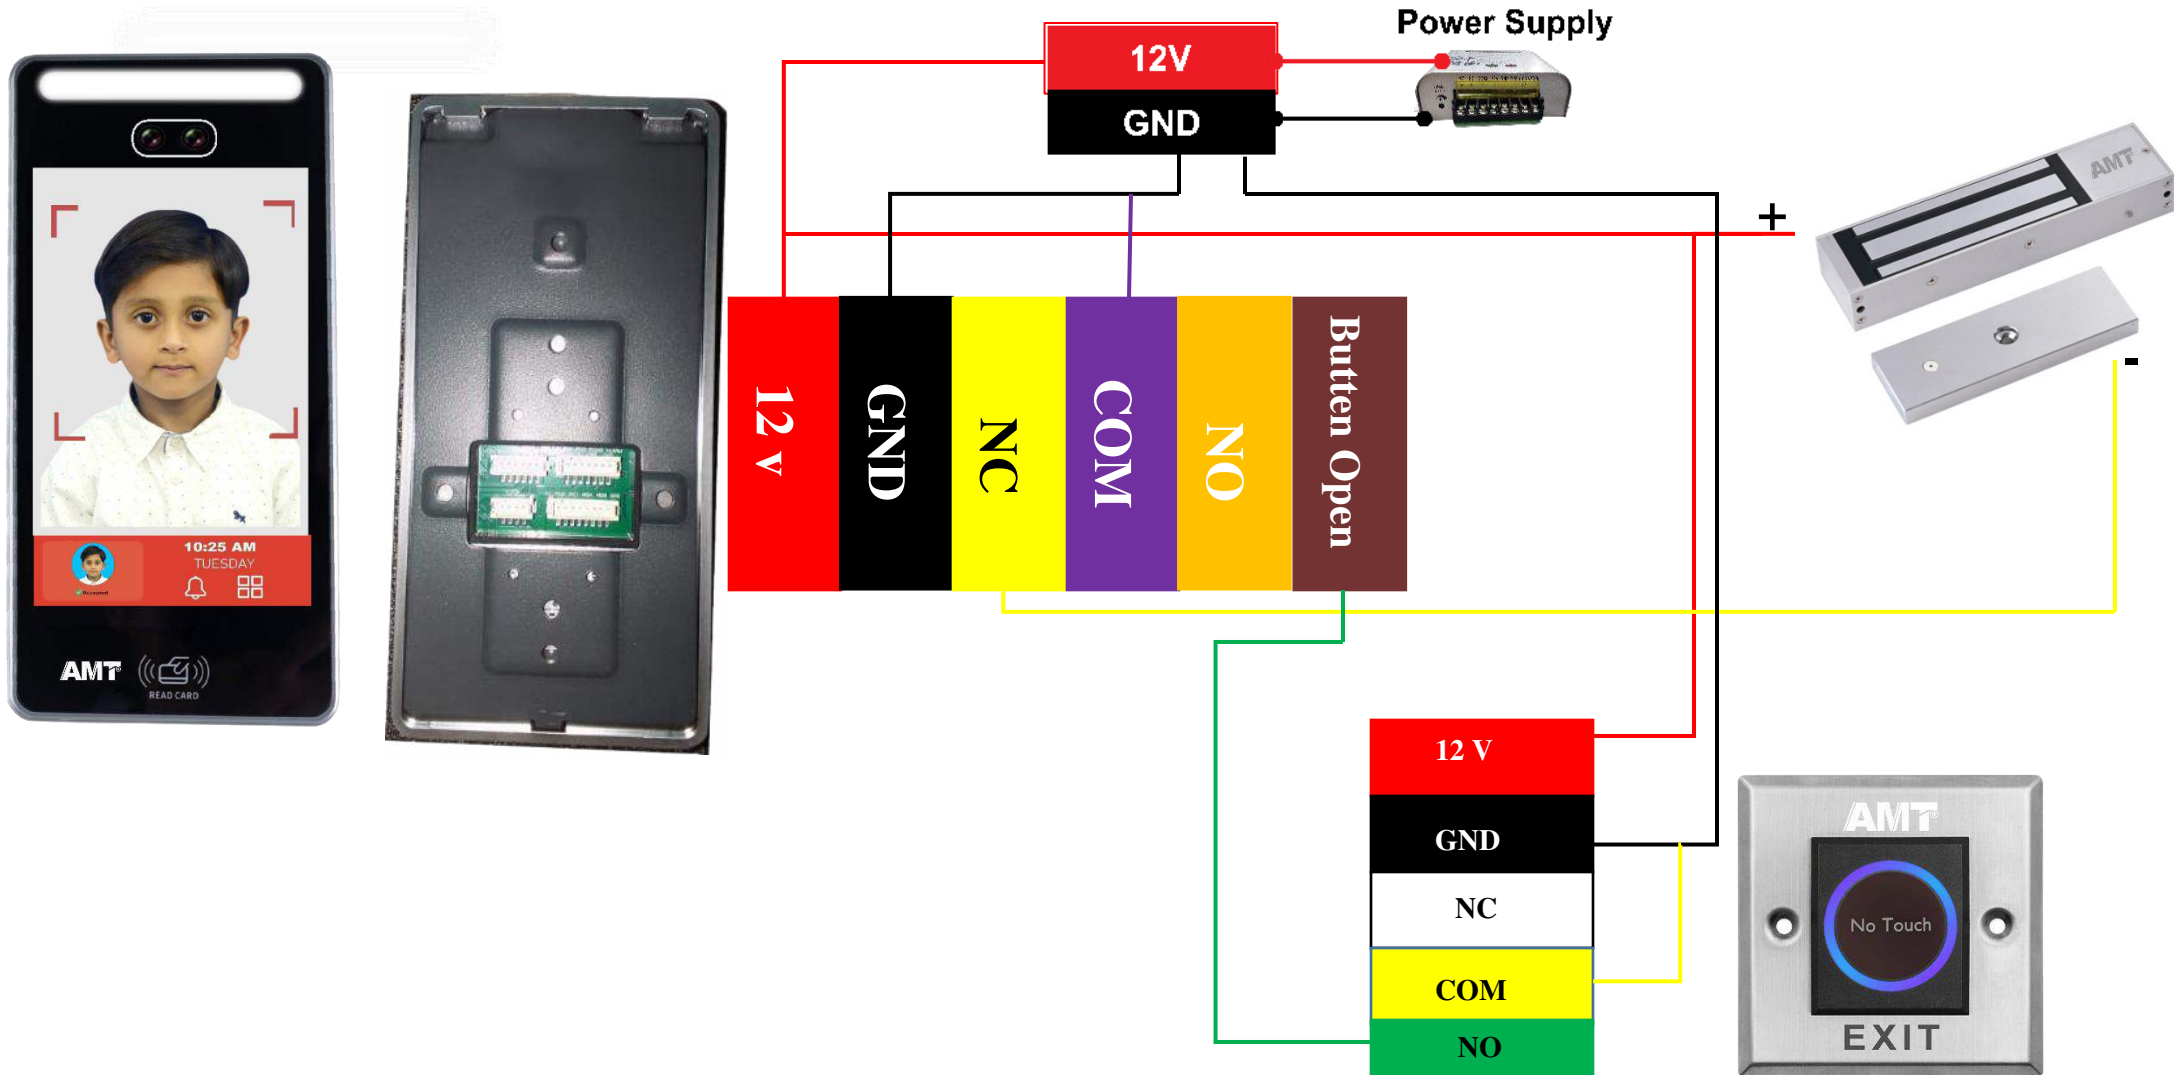 Power Supply
12V
GND
AMT
+
-
12 v
GND
NC
COM
NO
Butten Open
10:25 AM
TUESDAY
Accepted
AMT
READ CARD
12 V
GND
NC
COM
NO
AMT
No Touch
EXIT